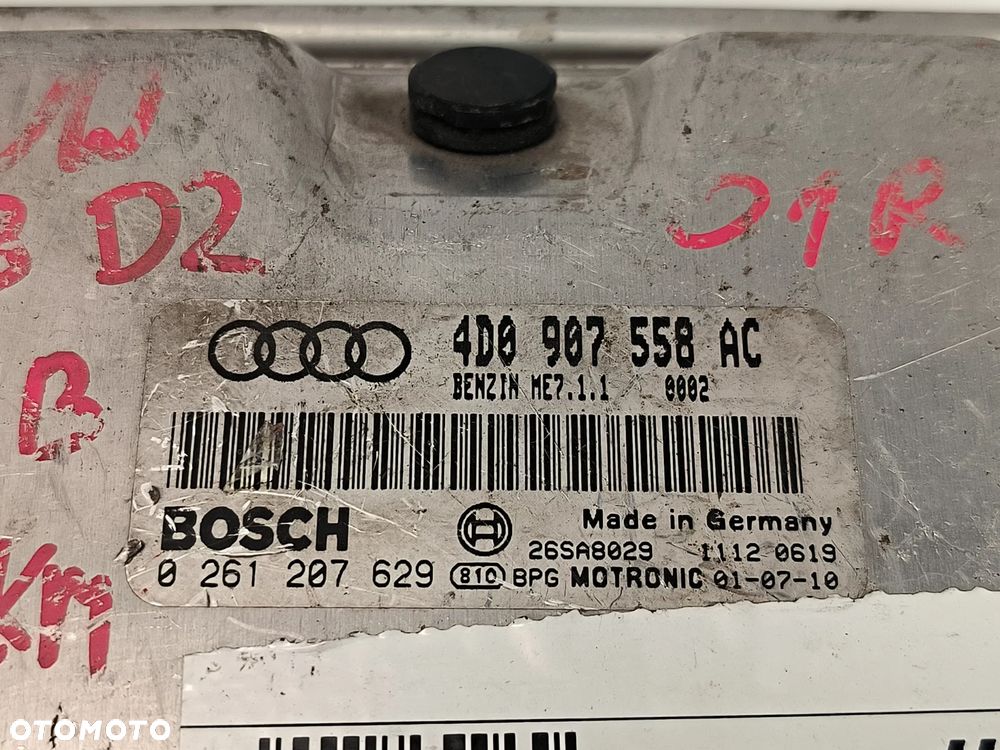 D2
01R
4D0 907 558 AC
BENZIN ME7.1.1 0002
B
BOSCH
Made in Germany
26SA8029 1112 0619
0 261 207 629 810 BPG MOTRONIC 01-07-10
KM
OTOMOTO